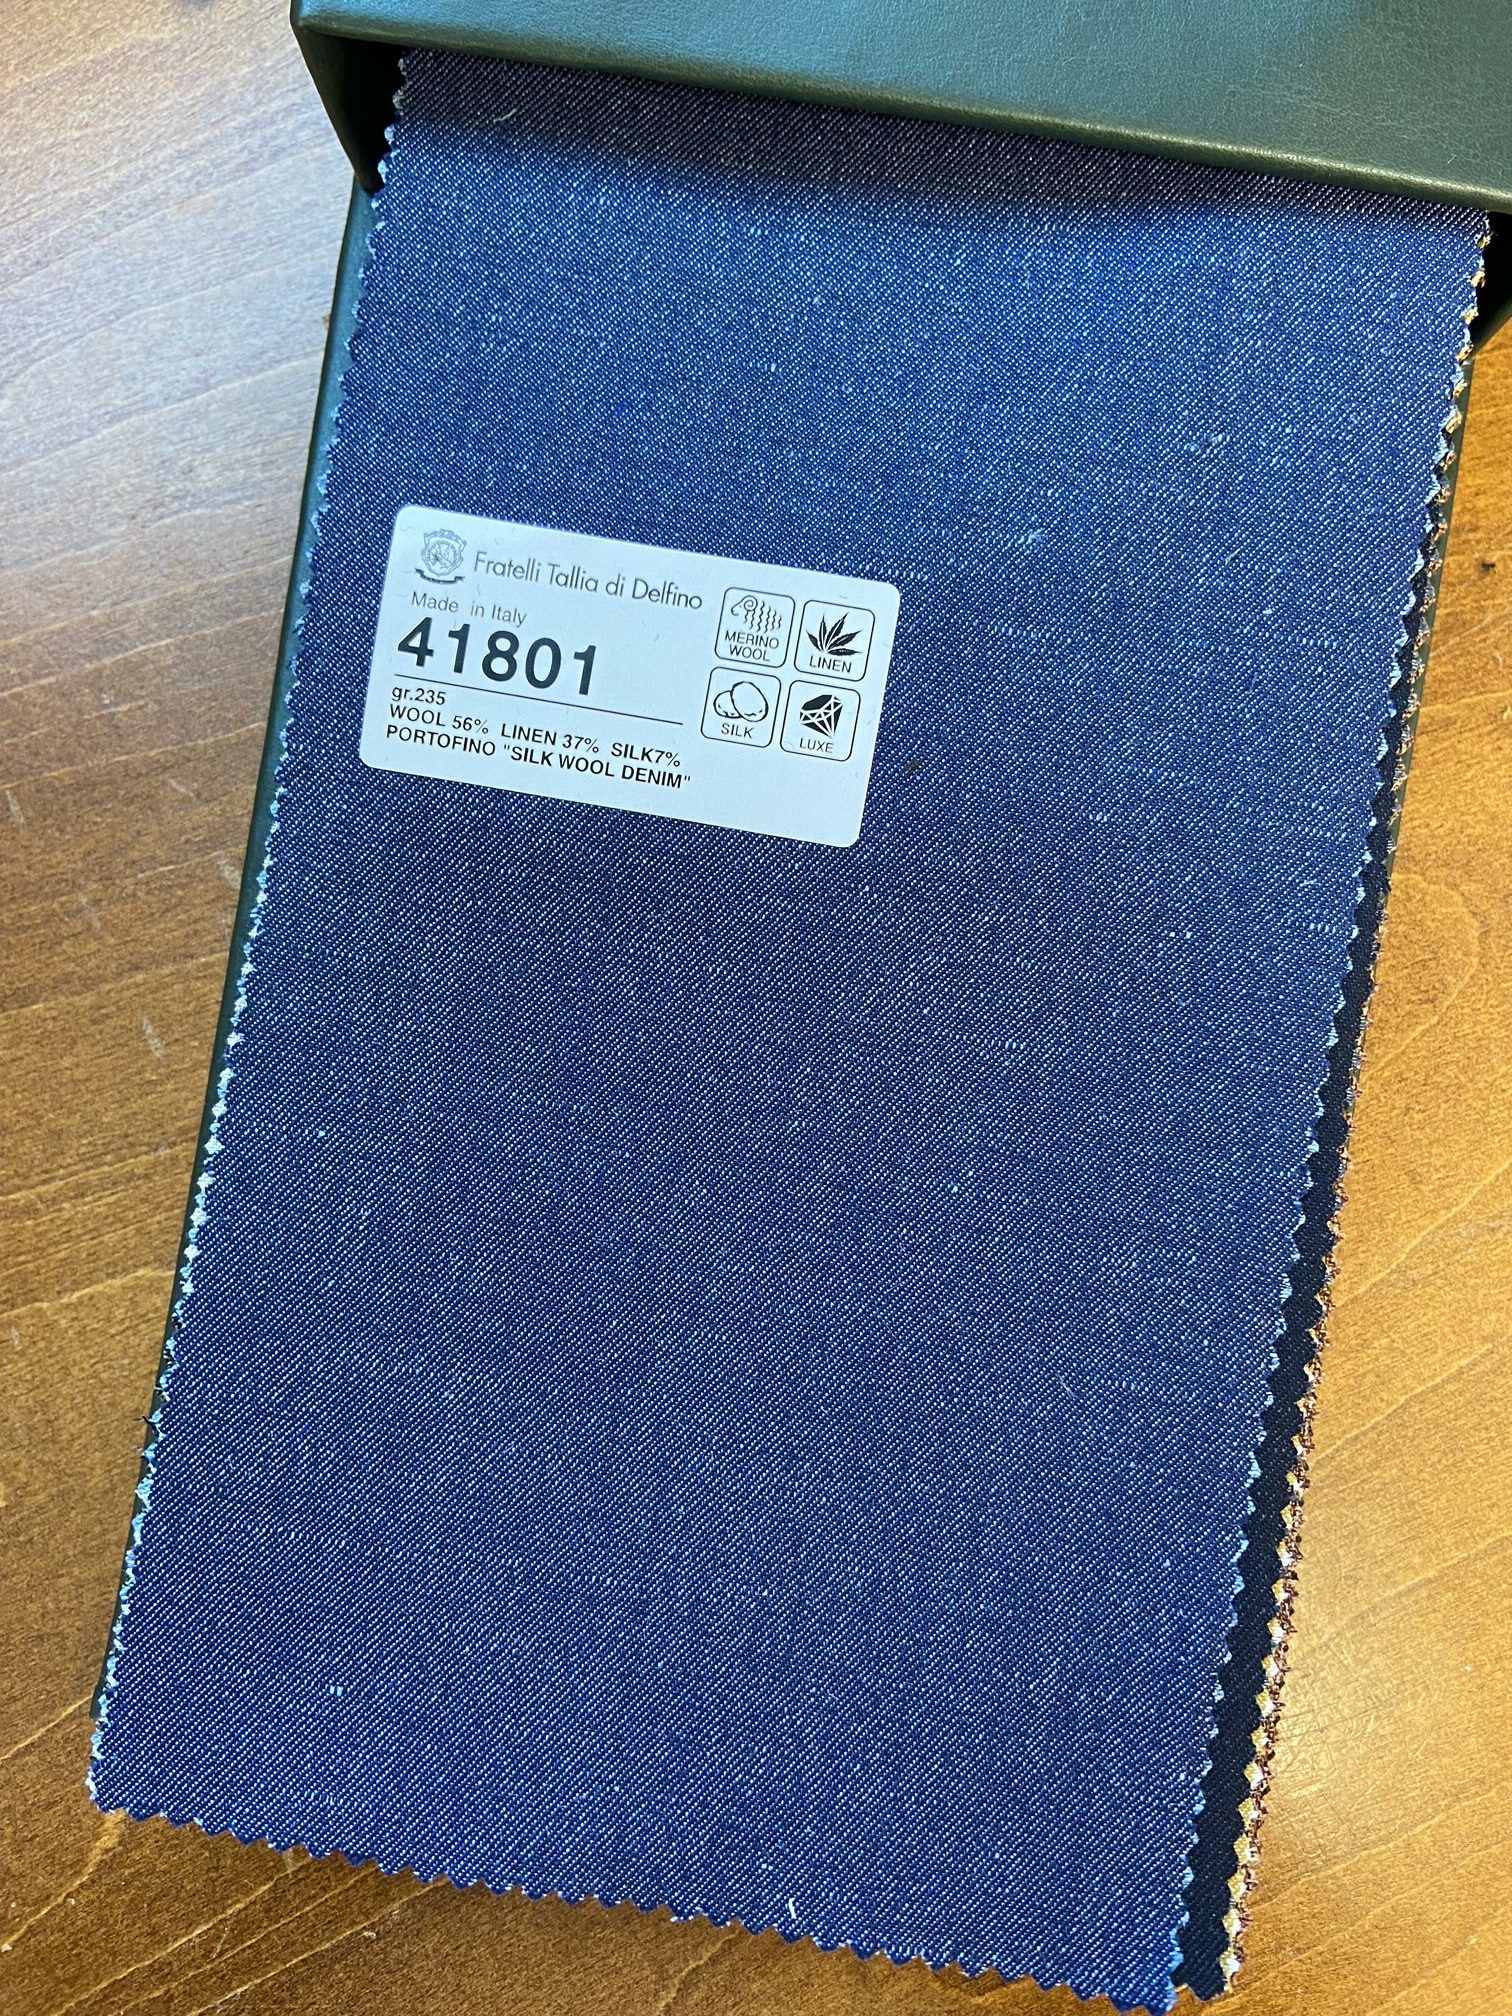 Fratelli Tallia di Delfino
Made in Italy
41801
gr.235
WOOL 56% LINEN 37% SILK7%
PORTOFINO "SILK WOOL DENIM"
MERINO
WOOL
LINEN
SILK
LUXE